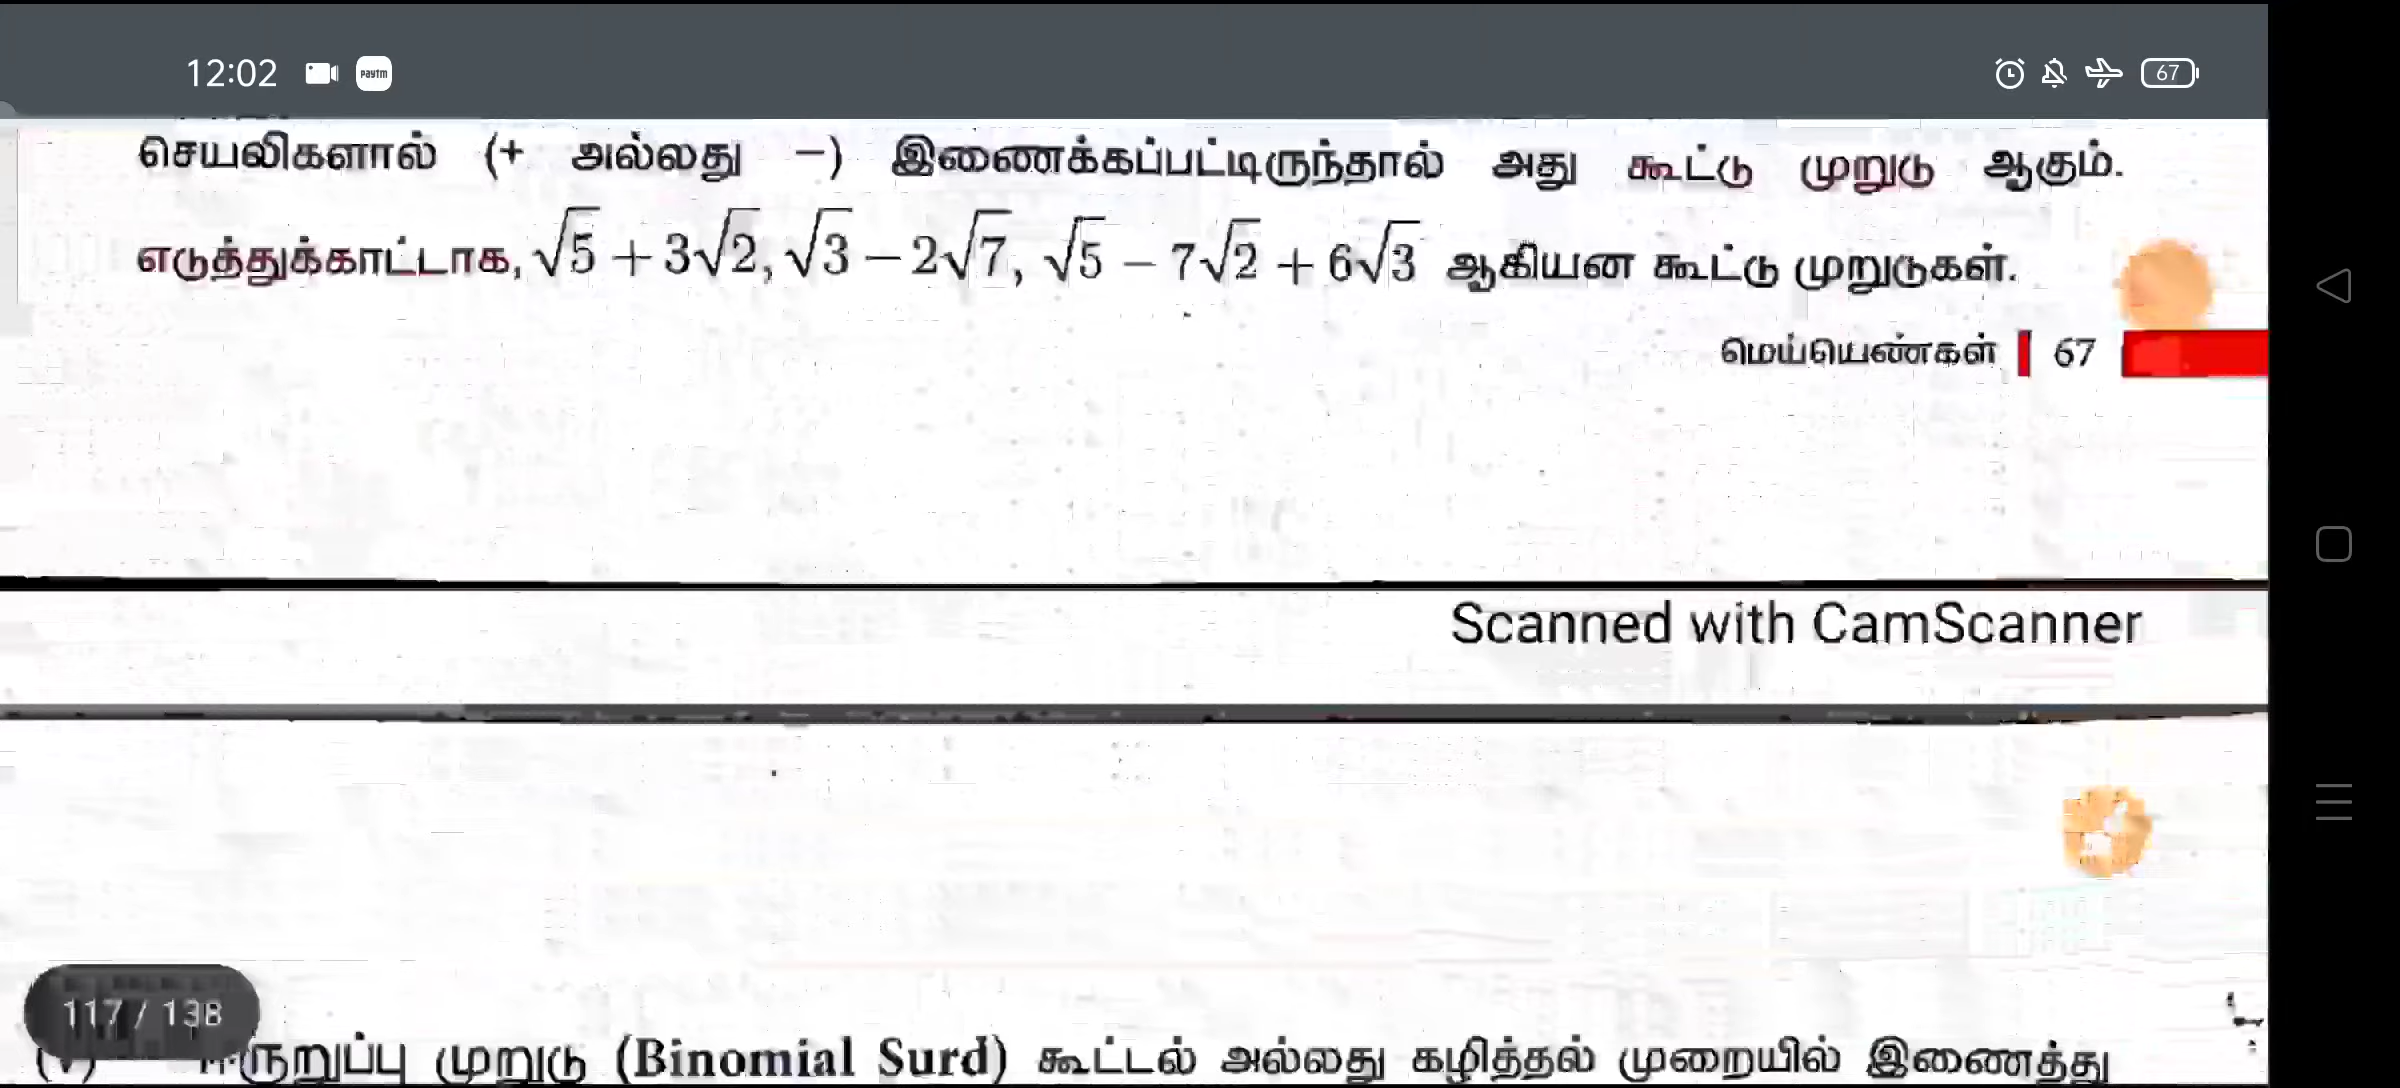 12:02 paytm 67
செயலிகளால் (+ அல்லது −) இணைக்கப்பட்டிருந்தால் அது கூட்டு முறுடு ஆகும்.
எடுத்துக்காட்டாக, √5 + 3√2, √3 − 2√7, √5 − 7√2 + 6√3 ஆகியன கூட்டு முறுடுகள்.
மெய்யெண்கள் 67
Scanned with CamScanner
117 / 138
(v) ஈருறுப்பு முறுடு (Binomial Surd) கூட்டல் அல்லது கழித்தல் முறையில் இணைத்து